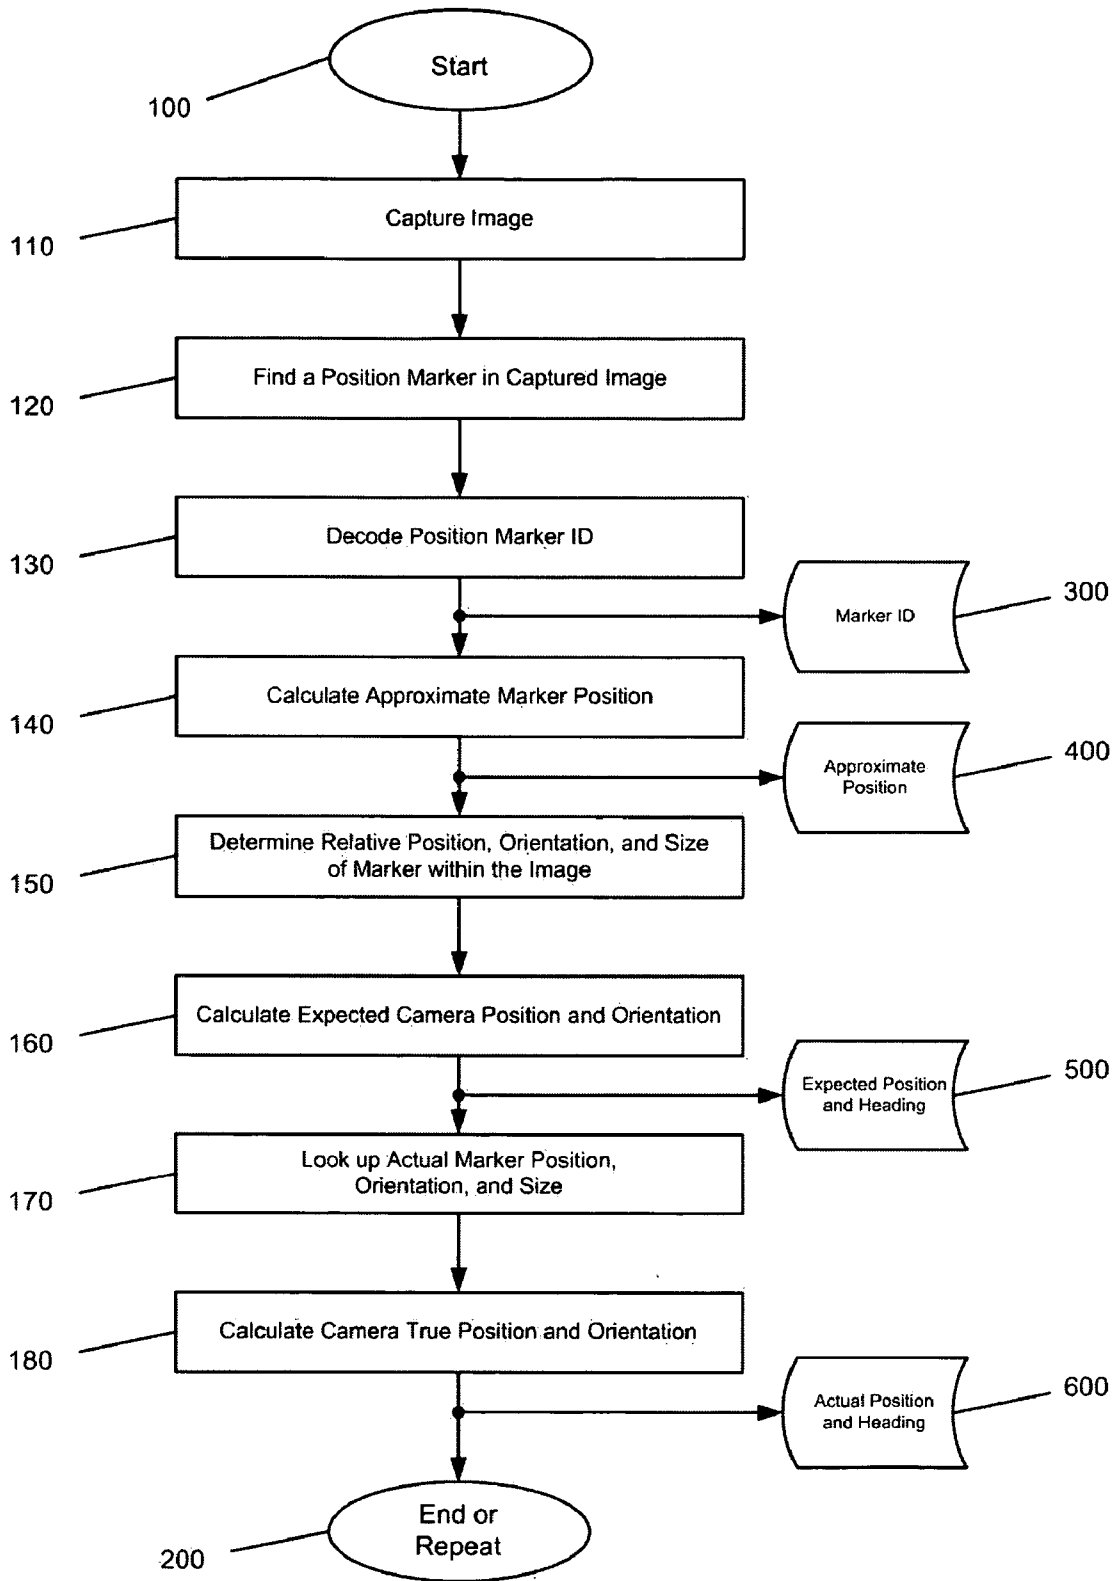 Start
100
Capture Image
110
Find a Position Marker in Captured Image
120
Decode Position Marker ID
130
Marker ID
300
Calculate Approximate Marker Position
140
Approximate
Position
400
Determine Relative Position, Orientation, and Size
of Marker within the Image
150
Calculate Expected Camera Position and Orientation
160
Expected Position
and Heading
500
Look up Actual Marker Position,
Orientation, and Size
170
Calculate Camera True Position and Orientation
180
Actual Position
and Heading
600
End or
Repeat
200